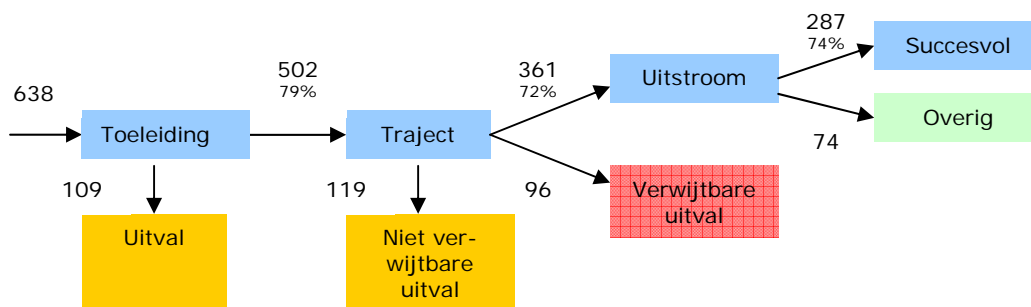 638
Toeleiding
109
Uitval
502
79%
Traject
119
Niet ver-
wijtbare
uitval
361
72%
Uitstroom
96
Verwijtbare
uitval
287
74%
Succesvol
74
Overig